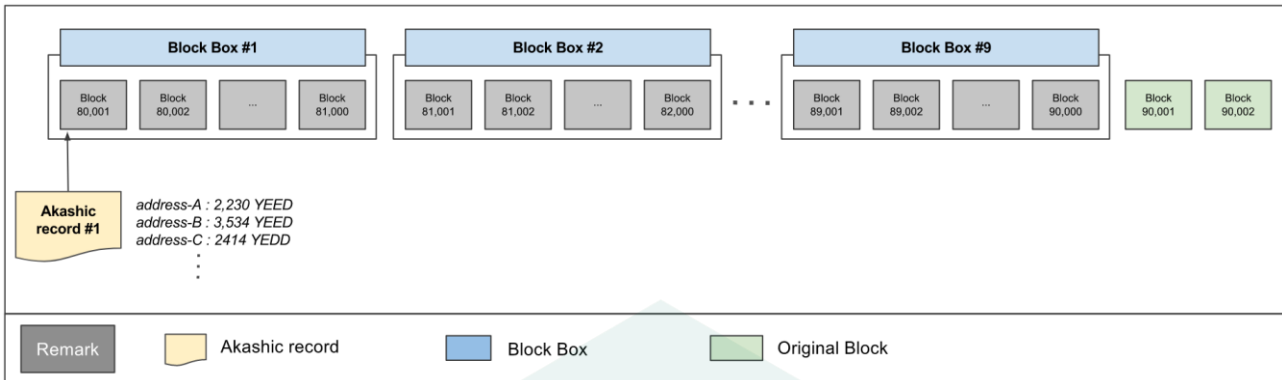 Block Box #1
Block Box #2
Block Box #9
Block
80,001
Block
80,002
...
Block
81,000
Block
81,001
Block
81,002
...
Block
82,000
...
Block
89,001
Block
89,002
...
Block
90,000
Block
90,001
Block
90,002
Akashic
record #1
address-A : 2,230 YEED
address-B : 3,534 YEED
address-C : 2414 YEDD
Remark
Akashic record
Block Box
Original Block